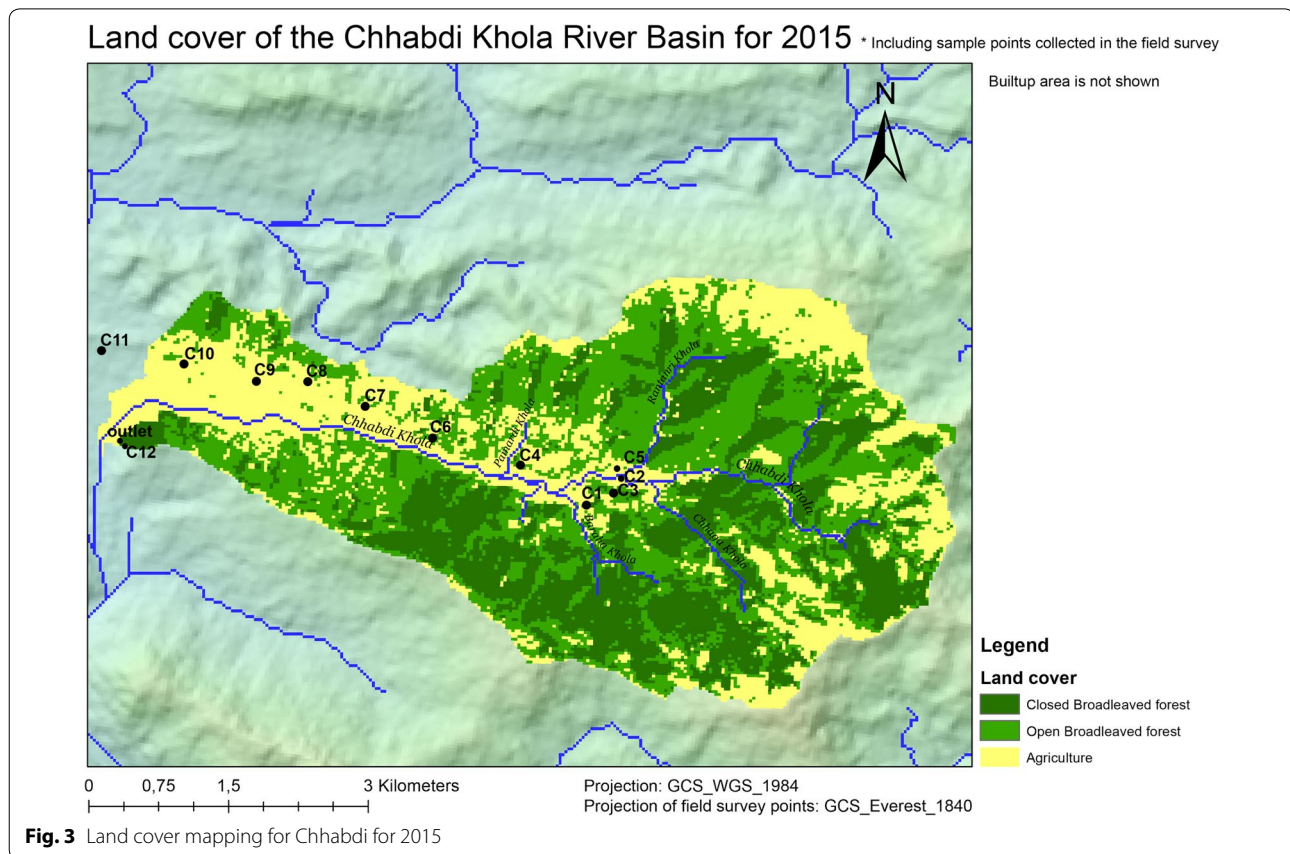 Land cover of the Chhabdi Khola River Basin for 2015 * Including sample points collected in the field survey
Builtup area is not shown
N
C11
C10
C9
C8
C7
Rantahri Khola
Chhabdi Khola
C6
outlet
C12
C4
C5
C2
C3
C1
Chhabdi Khola
Legend
Land cover
Closed Broadleaved forest
Open Broadleaved forest
Agriculture
0 0,75 1,5 3 Kilometers
Projection: GCS_WGS_1984
Projection of field survey points: GCS_Everest_1840
Fig. 3 Land cover mapping for Chhabdi for 2015